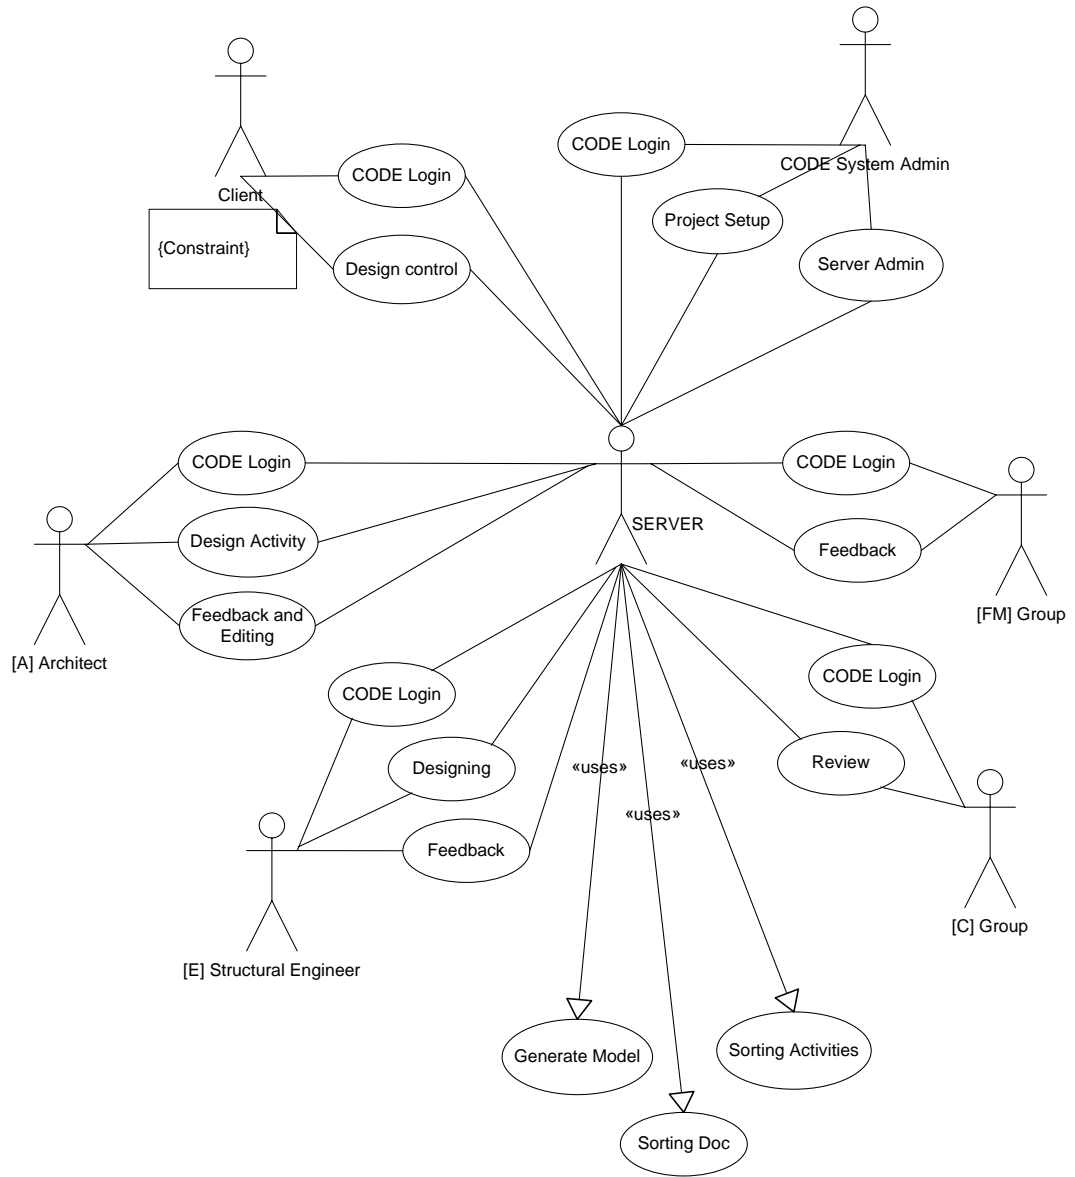 CODE Login
CODE Login
CODE System Admin
Client
Project Setup
{Constraint}
Design control
Server Admin
CODE Login
CODE Login
SERVER
Design Activity
Feedback
Feedback and
Editing
[FM] Group
[A] Architect
CODE Login
CODE Login
Designing
«uses»
«uses»
Review
«uses»
Feedback
[C] Group
[E] Structural Engineer
Generate Model
Sorting Activities
Sorting Doc